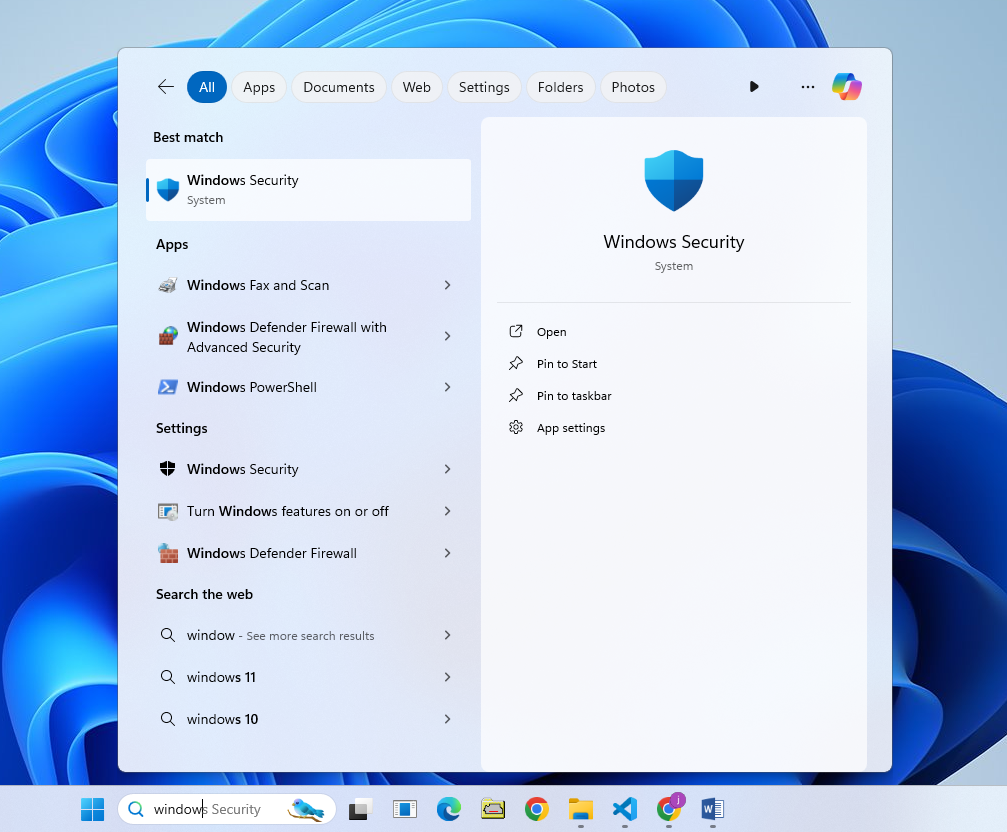 All
Apps
Documents
Web
Settings
Folders
Photos
Best match
Windows Security
System
Apps
Windows Fax and Scan
Windows Defender Firewall with
Advanced Security
Windows PowerShell
Settings
Windows Security
Turn Windows features on or off
Windows Defender Firewall
Search the web
window - See more search results
windows 11
windows 10
Windows Security
System
Open
Pin to Start
Pin to taskbar
App settings
windows Security
j
W